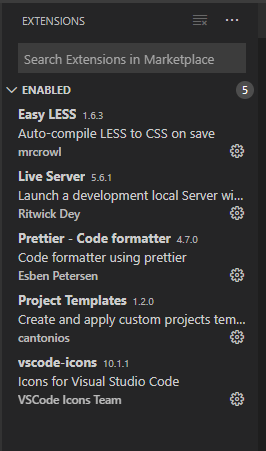 EXTENSIONS
Search Extensions in Marketplace
ENABLED 5
Easy LESS 1.6.3
Auto-compile LESS to CSS on save
mrcrowl
Live Server 5.6.1
Launch a development local Server wi...
Ritwick Dey
Prettier - Code formatter 4.7.0
Code formatter using prettier
Esben Petersen
Project Templates 1.2.0
Create and apply custom projects tem...
cantonios
vscode-icons 10.1.1
Icons for Visual Studio Code
VSCode Icons Team